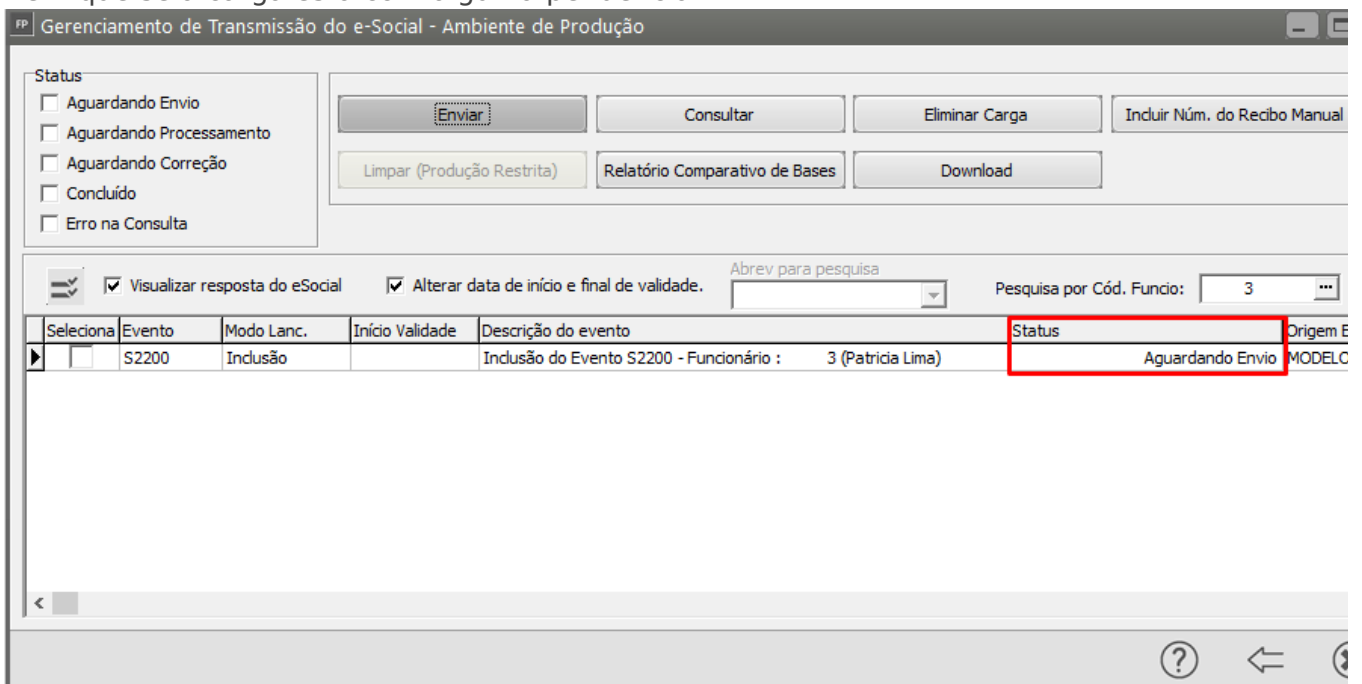 FP Gerenciamento de Transmissão do e-Social - Ambiente de Produção
Status
Aguardando Envio
Aguardando Processamento
Aguardando Correção
Concluído
Erro na Consulta
Enviar
Consultar
Eliminar Carga
Incluir Núm. do Recibo Manual
Limpar (Produção Restrita)
Relatório Comparativo de Bases
Download
Visualizar resposta do eSocial
Alterar data de início e final de validade.
Abrev para pesquisa
Pesquisa por Cód. Funcio: 3 ...
Seleciona Evento Modo Lanc. Início Validade Descrição do evento Status Origem E
S2200 Inclusão Inclusão do Evento S2200 - Funcionário : 3 (Patricia Lima) Aguardando Envio MODELO
?